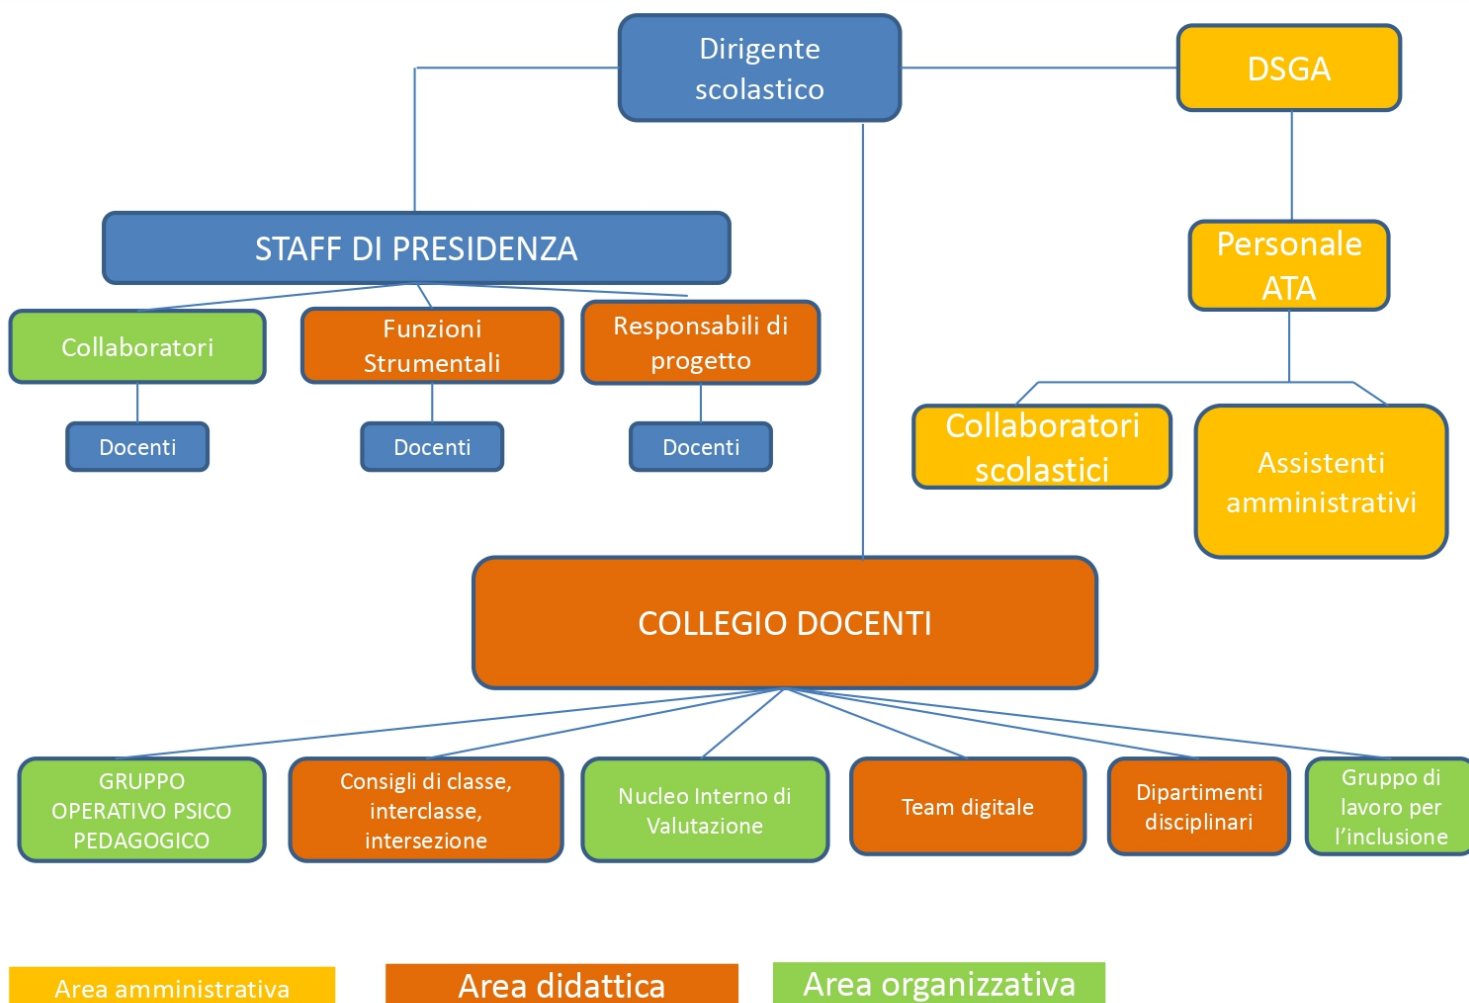 Dirigente
scolastico
DSGA
STAFF DI PRESIDENZA
Personale
ATA
Collaboratori
Funzioni
Strumentali
Responsabili di
progetto
Docenti
Docenti
Docenti
Collaboratori
scolastici
Assistenti
amministrativi
COLLEGIO DOCENTI
GRUPPO
OPERATIVO PSICO
PEDAGOGICO
Consigli di classe,
interclasse,
intersezione
Nucleo Interno di
Valutazione
Team digitale
Dipartimenti
disciplinari
Gruppo di
lavoro per
l’inclusione
Area amministrativa
Area didattica
Area organizzativa